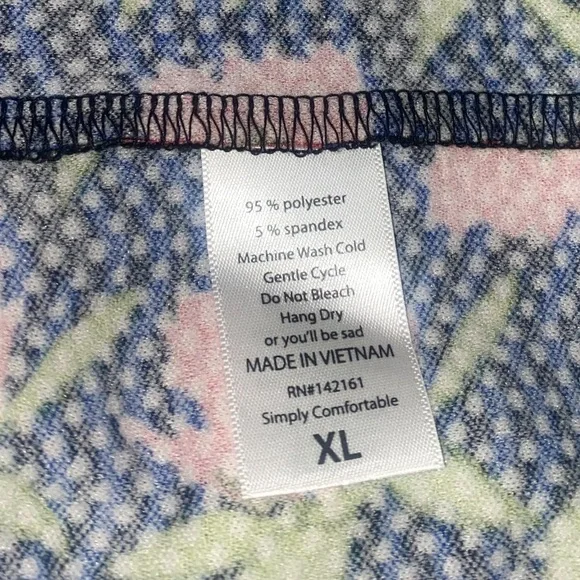 95 % polyester
5 % spandex
Machine Wash Cold
Gentle Cycle
Do Not Bleach
Hang Dry
or you'll be sad
MADE IN VIETNAM
RN#142161
Simply Comfortable
XL